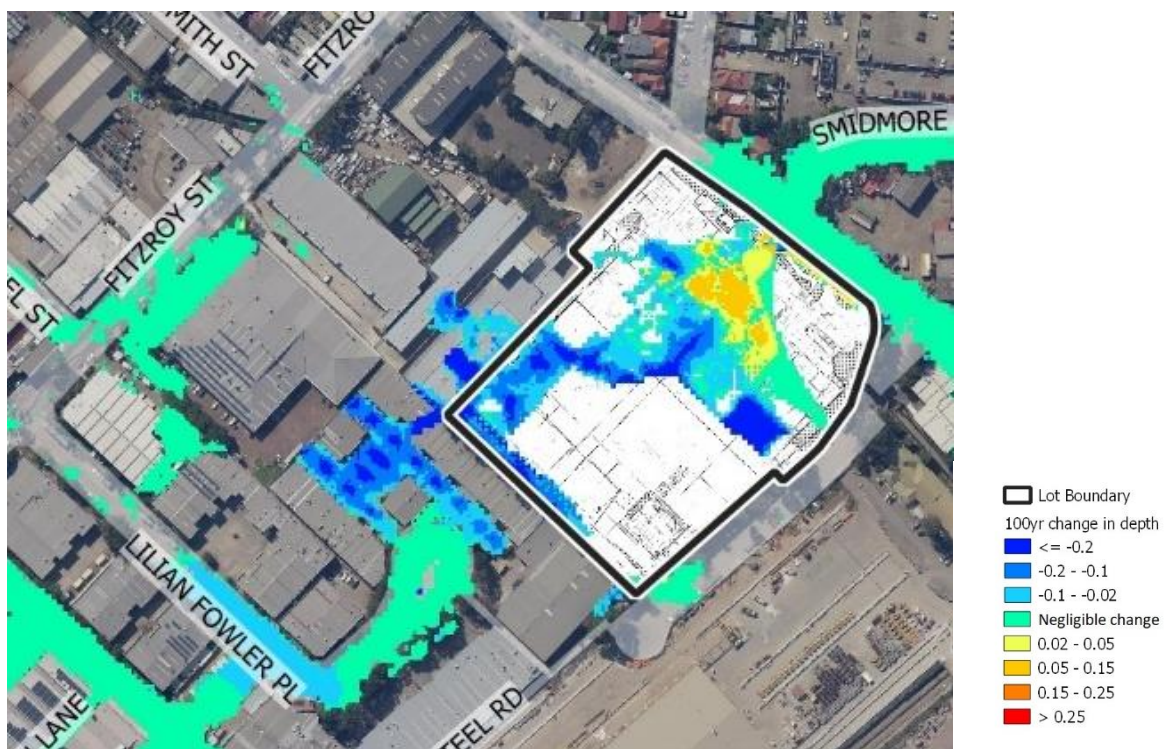 MITH ST
FITZRO
SMIDMORE
FITZROY ST
EL ST
LILIAN FOWLER PL
LANE
EEL RD
Lot Boundary
100yr change in depth
<= -0.2
-0.2 - -0.1
-0.1 - -0.02
Negligible change
0.02 - 0.05
0.05 - 0.15
0.15 - 0.25
> 0.25